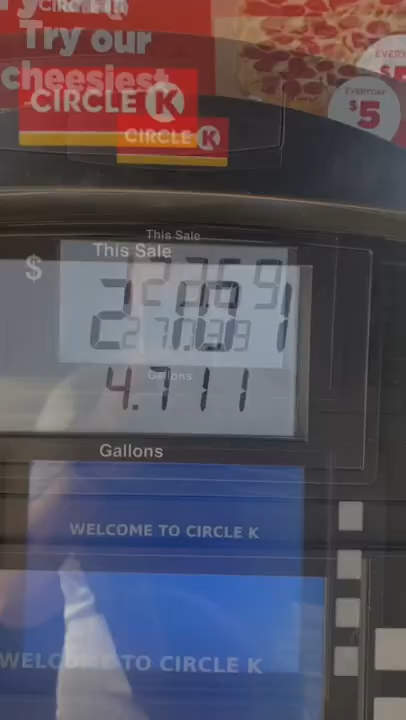 Try our
cheesiest
CIRCLE K
CIRCLE K
EVERYDAY
$5
This Sale
This Sale
$
Gallons
4.711
Gallons
WELCOME TO CIRCLE K
TO CIRCLE K